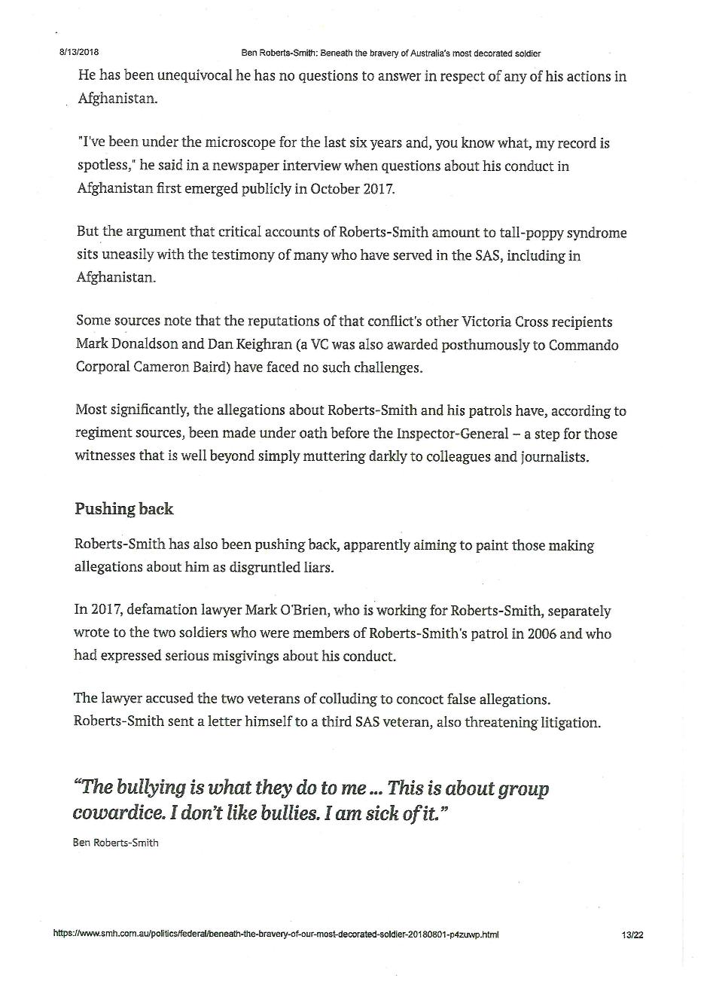 8/13/2018 Ben Roberts-Smith: Beneath the bravery of Australia's most decorated soldier
He has been unequivocal he has no questions to answer in respect of any of his actions in
Afghanistan.
"I've been under the microscope for the last six years and, you know what, my record is
spotless," he said in a newspaper interview when questions about his conduct in
Afghanistan first emerged publicly in October 2017.
But the argument that critical accounts of Roberts-Smith amount to tall-poppy syndrome
sits uneasily with the testimony of many who have served in the SAS, including in
Afghanistan.
Some sources note that the reputations of that conflict's other Victoria Cross recipients
Mark Donaldson and Dan Keighran (a VC was also awarded posthumously to Commando
Corporal Cameron Baird) have faced no such challenges.
Most significantly, the allegations about Roberts-Smith and his patrols have, according to
regiment sources, been made under oath before the Inspector-General – a step for those
witnesses that is well beyond simply muttering darkly to colleagues and journalists.
Pushing back
Roberts-Smith has also been pushing back, apparently aiming to paint those making
allegations about him as disgruntled liars.
In 2017, defamation lawyer Mark O'Brien, who is working for Roberts-Smith, separately
wrote to the two soldiers who were members of Roberts-Smith's patrol in 2006 and who
had expressed serious misgivings about his conduct.
The lawyer accused the two veterans of colluding to concoct false allegations.
Roberts-Smith sent a letter himself to a third SAS veteran, also threatening litigation.
“The bullying is what they do to me ... This is about group
cowardice. I don’t like bullies. I am sick of it.”
Ben Roberts-Smith
https://www.smh.com.au/politics/federal/beneath-the-bravery-of-our-most-decorated-soldier-20180801-p4zuwp.html 13/22